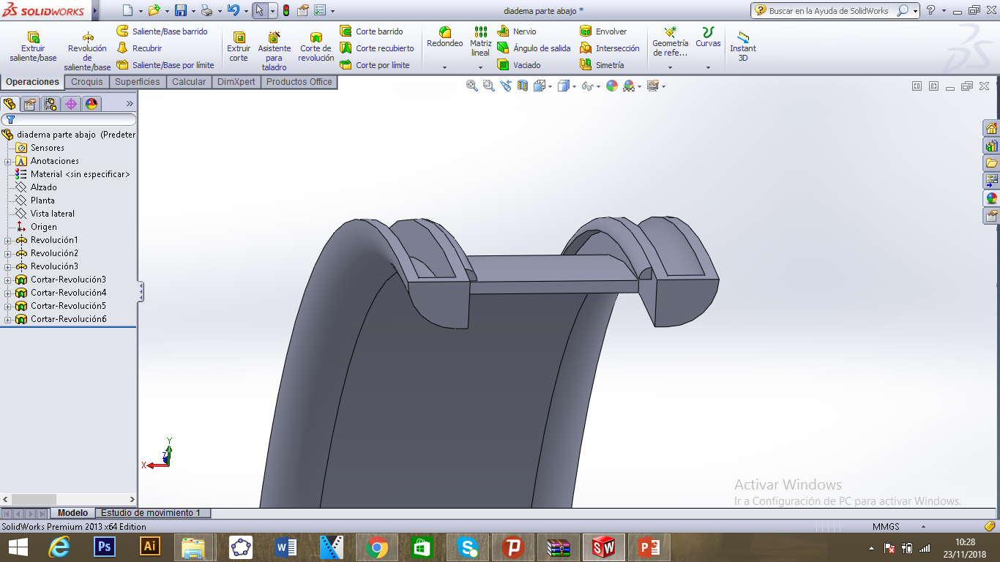 SOLIDWORKS
diadema parte abajo *
Buscar en la Ayuda de SolidWorks
?
Extruir
saliente/base
Revolución
de
saliente/base
Saliente/Base barrido
Recubrir
Saliente/Base por límite
Extruir
corte
Asistente
para
taladro
Corte de
revolución
Corte barrido
Corte recubierto
Corte por límite
Redondeo
Matriz
lineal
Nervio
Ángulo de salida
Vaciado
Envolver
Intersección
Simetría
Geometría
de refe...
Curvas
Instant
3D
Operaciones
Croquis
Superficies
Calcular
DimXpert
Productos Office
diadema parte abajo (Predeter
Sensores
Anotaciones
Material <sin especificar>
Alzado
Planta
Vista lateral
Origen
Revolución1
Revolución2
Revolución3
Cortar-Revolución3
Cortar-Revolución4
Cortar-Revolución5
Cortar-Revolución6
Y
Z
X
Activar Windows
Ir a Configuración de PC para activar Windows.
Modelo
Estudio de movimiento 1
SolidWorks Premium 2013 x64 Edition
MMGS
Ps
Ai
SW
10:28
23/11/2018